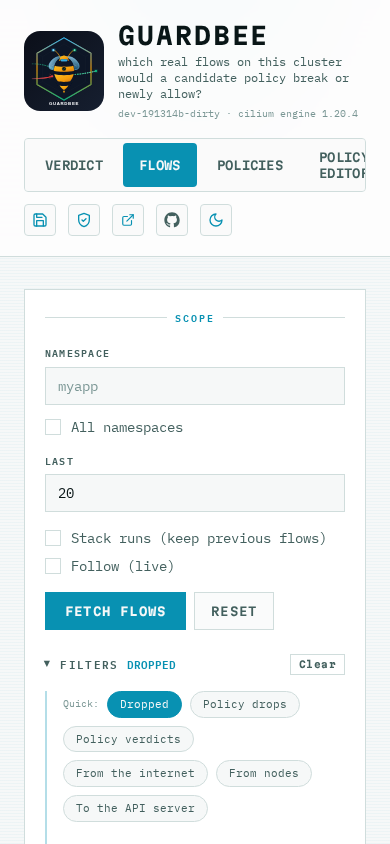 GUARDBEE
GUARDBEE
which real flows on this cluster
would a candidate policy break or
newly allow?
dev-191314b-dirty · cilium engine 1.20.4
VERDICT FLOWS POLICIES POLICY
EDITOR
SCOPE
NAMESPACE
myapp
All namespaces
LAST
20
Stack runs (keep previous flows)
Follow (live)
FETCH FLOWS RESET
▼ FILTERS DROPPED Clear
Quick: Dropped Policy drops
Policy verdicts
From the internet From nodes
To the API server